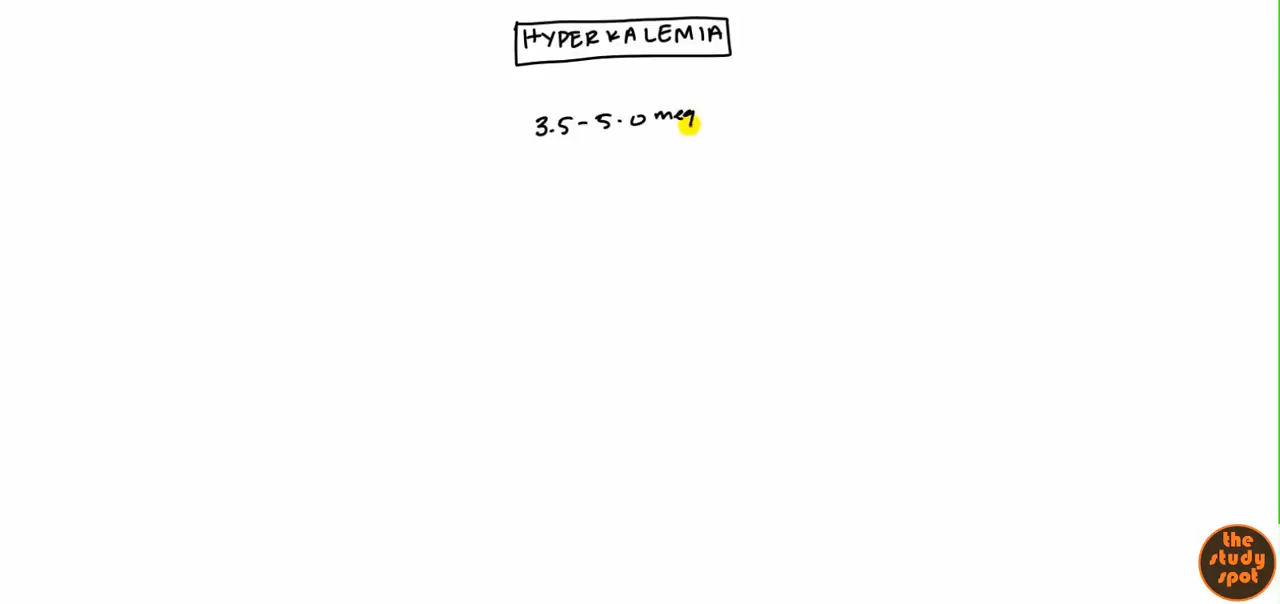 HYPERKALEMIA
3.5 - 5.0 meq
the
study
spot